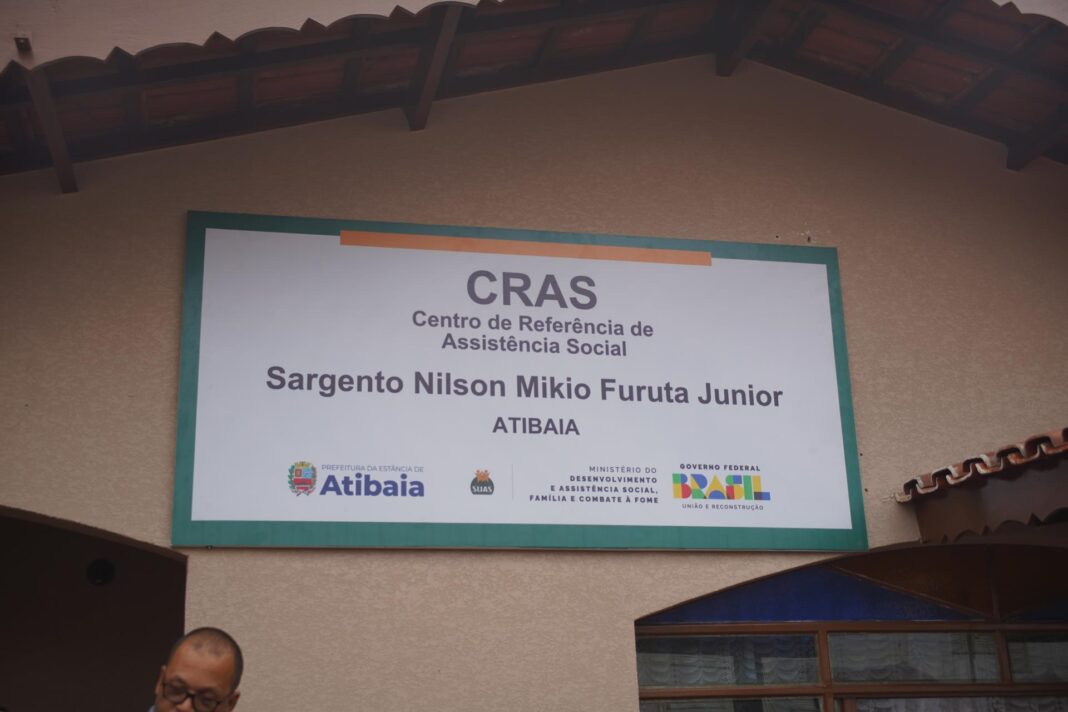 CRAS
Centro de Referência de
Assistência Social
Sargento Nilson Mikio Furuta Junior
ATIBAIA
PREFEITURA DA ESTÂNCIA DE
Atibaia
SUAS
MINISTÉRIO DO
DESENVOLVIMENTO
E ASSISTÊNCIA SOCIAL,
FAMÍLIA E COMBATE À FOME
GOVERNO FEDERAL
BRASIL
UNIÃO E RECONSTRUÇÃO